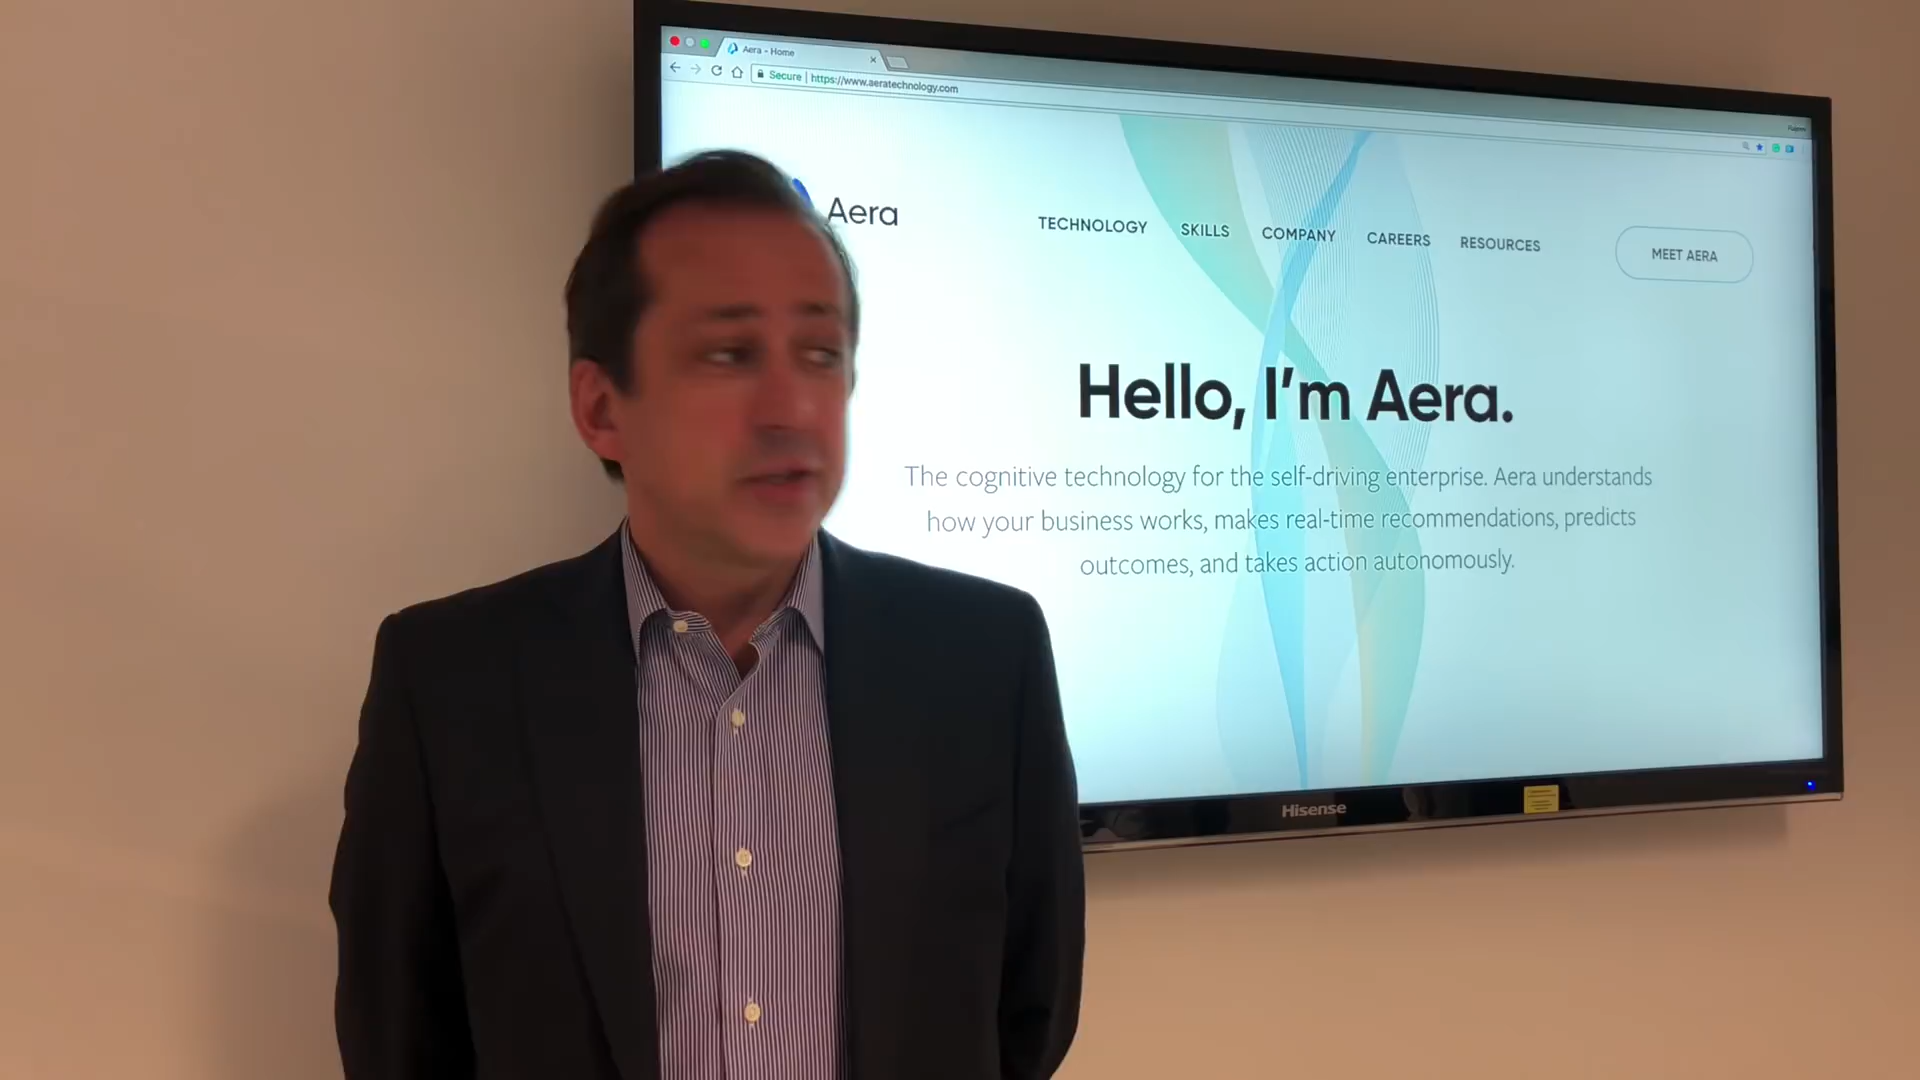 Aera - Home
Secure | https://www.aeratechnology.com
Aera
TECHNOLOGY
SKILLS
COMPANY
CAREERS
RESOURCES
MEET AERA
Hello, I'm Aera.
The cognitive technology for the self-driving enterprise. Aera understands
how your business works, makes real-time recommendations, predicts
outcomes, and takes action autonomously.
Hisense